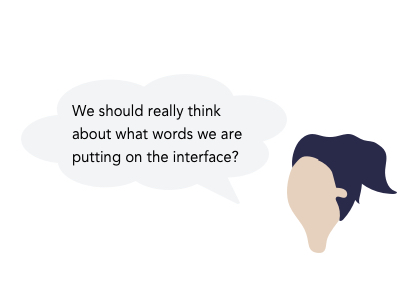 We should really think
about what words we are
putting on the interface?